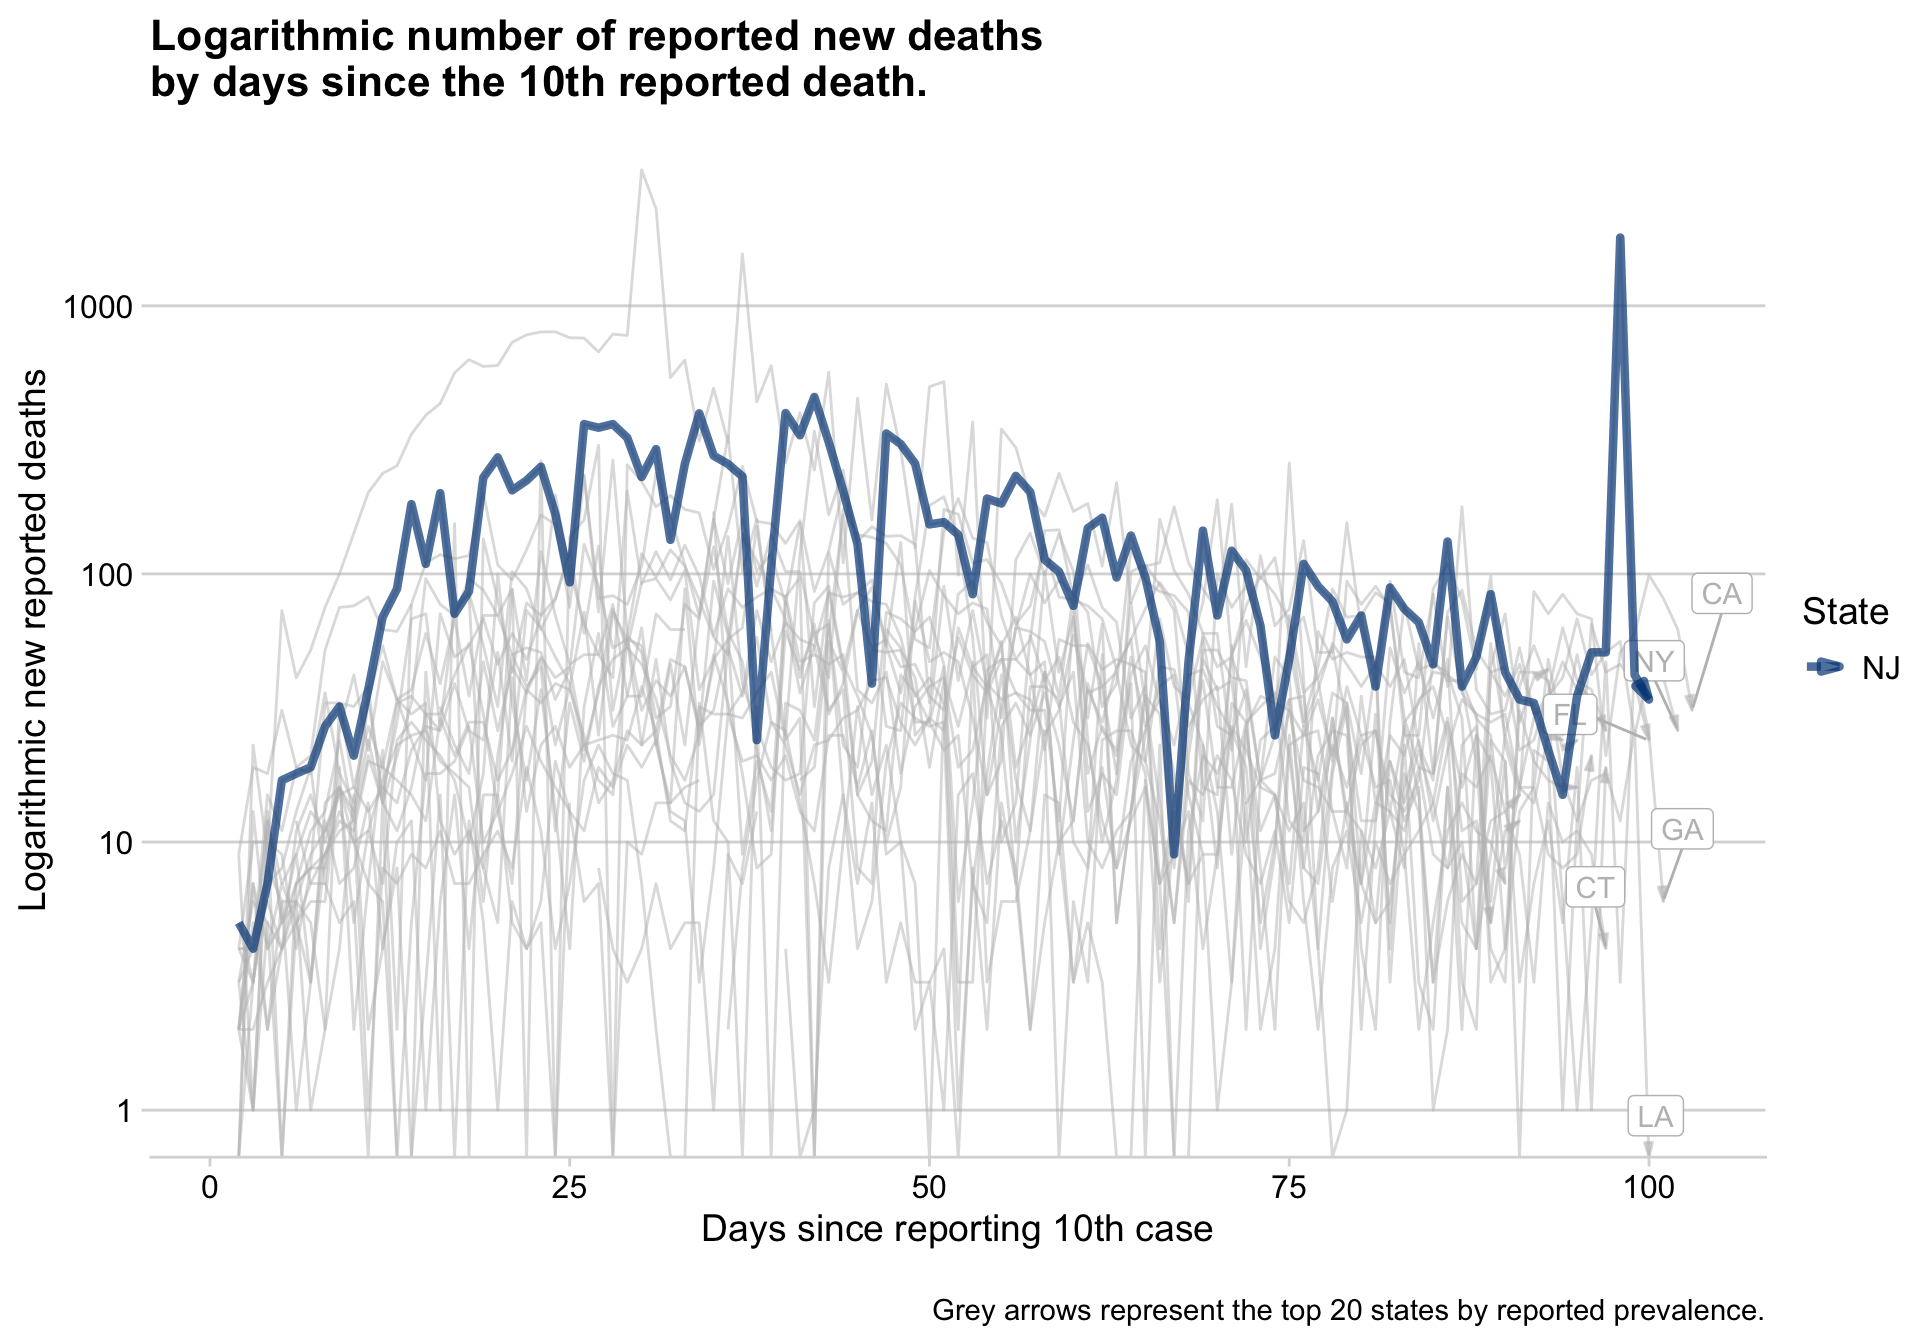 Logarithmic number of reported new deaths
by days since the 10th reported death.
Logarithmic new reported deaths
1000
100
10
1
CA
NY
FL
GA
CT
LA
State
NJ
0
25
50
75
100
Days since reporting 10th case
Grey arrows represent the top 20 states by reported prevalence.